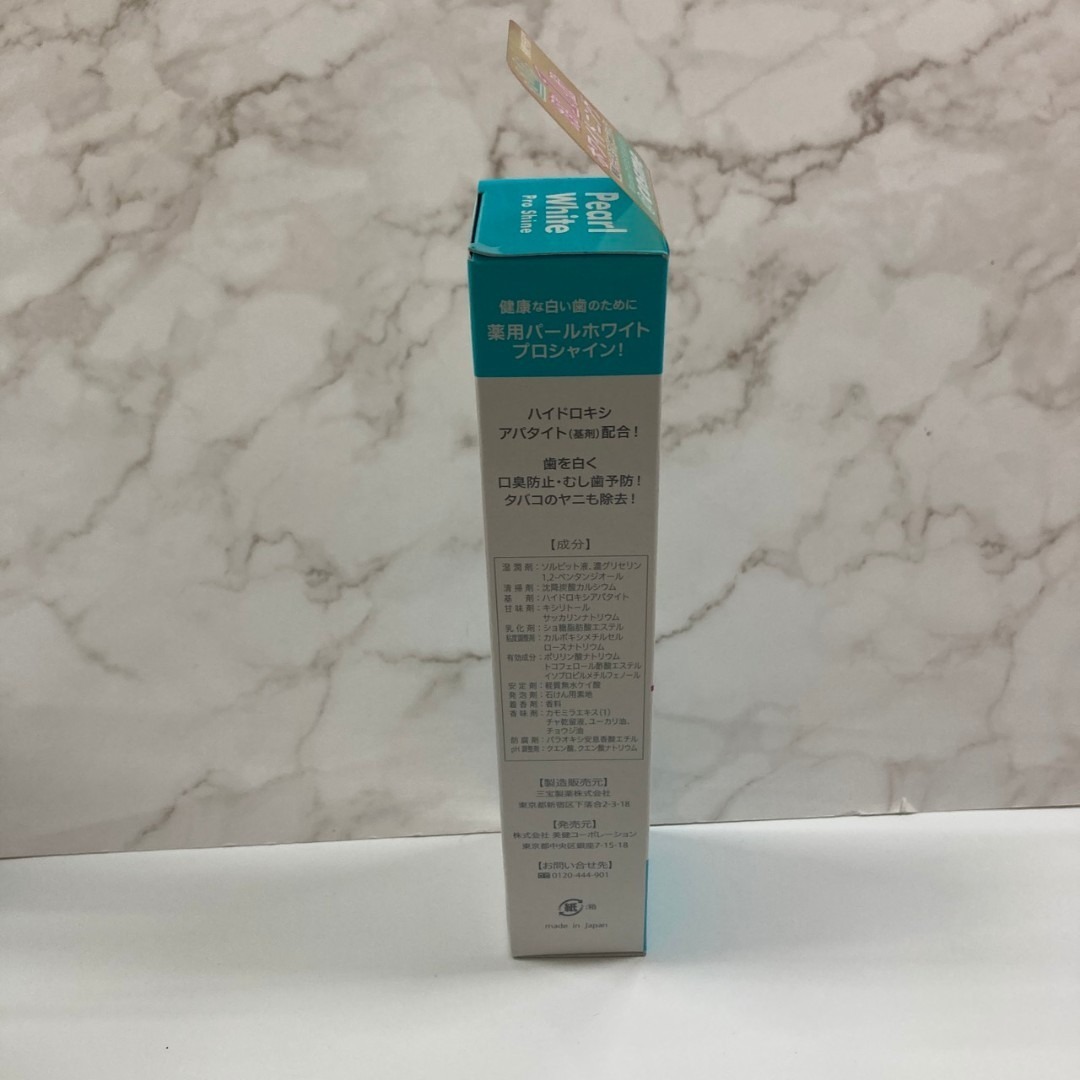 Pearl
White
Pro Shine
健康な白い歯のために
薬用パールホワイト
プロシャイン!
ハイドロキシ
アパタイト(基剤)配合!
歯を白く
口臭防止・むし歯予防!
タバコのヤニも除去!
【成分】
湿潤剤:ソルビット液、濃グリセリン
1,2-ペンタンジオール
清掃剤:沈降炭酸カルシウム
基剤:ハイドロキシアパタイト
甘味剤:キシリトール
サッカリンナトリウム
乳化剤:ショ糖脂肪酸エステル
粘度調整剤:カルボキシメチルセル
ロースナトリウム
有効成分:ポリリン酸ナトリウム
トコフェロール酢酸エステル
イソプロピルメチルフェノール
安定剤:軽質無水ケイ酸
発泡剤:石けん用素地
着香剤:香料
香味剤:カモミラエキス(1)
チャ乾留液、ユーカリ油、
チョウジ油
防腐剤:パラオキシ安息香酸エチル
pH調整剤:クエン酸、クエン酸ナトリウム
【製造販売元】
三宝製薬株式会社
東京都新宿区下落合2-3-18
【発売元】
株式会社 美健コーポレーション
東京都中央区銀座7-15-18
【お問い合せ先】
0120-444-901
紙 箱
made in Japan